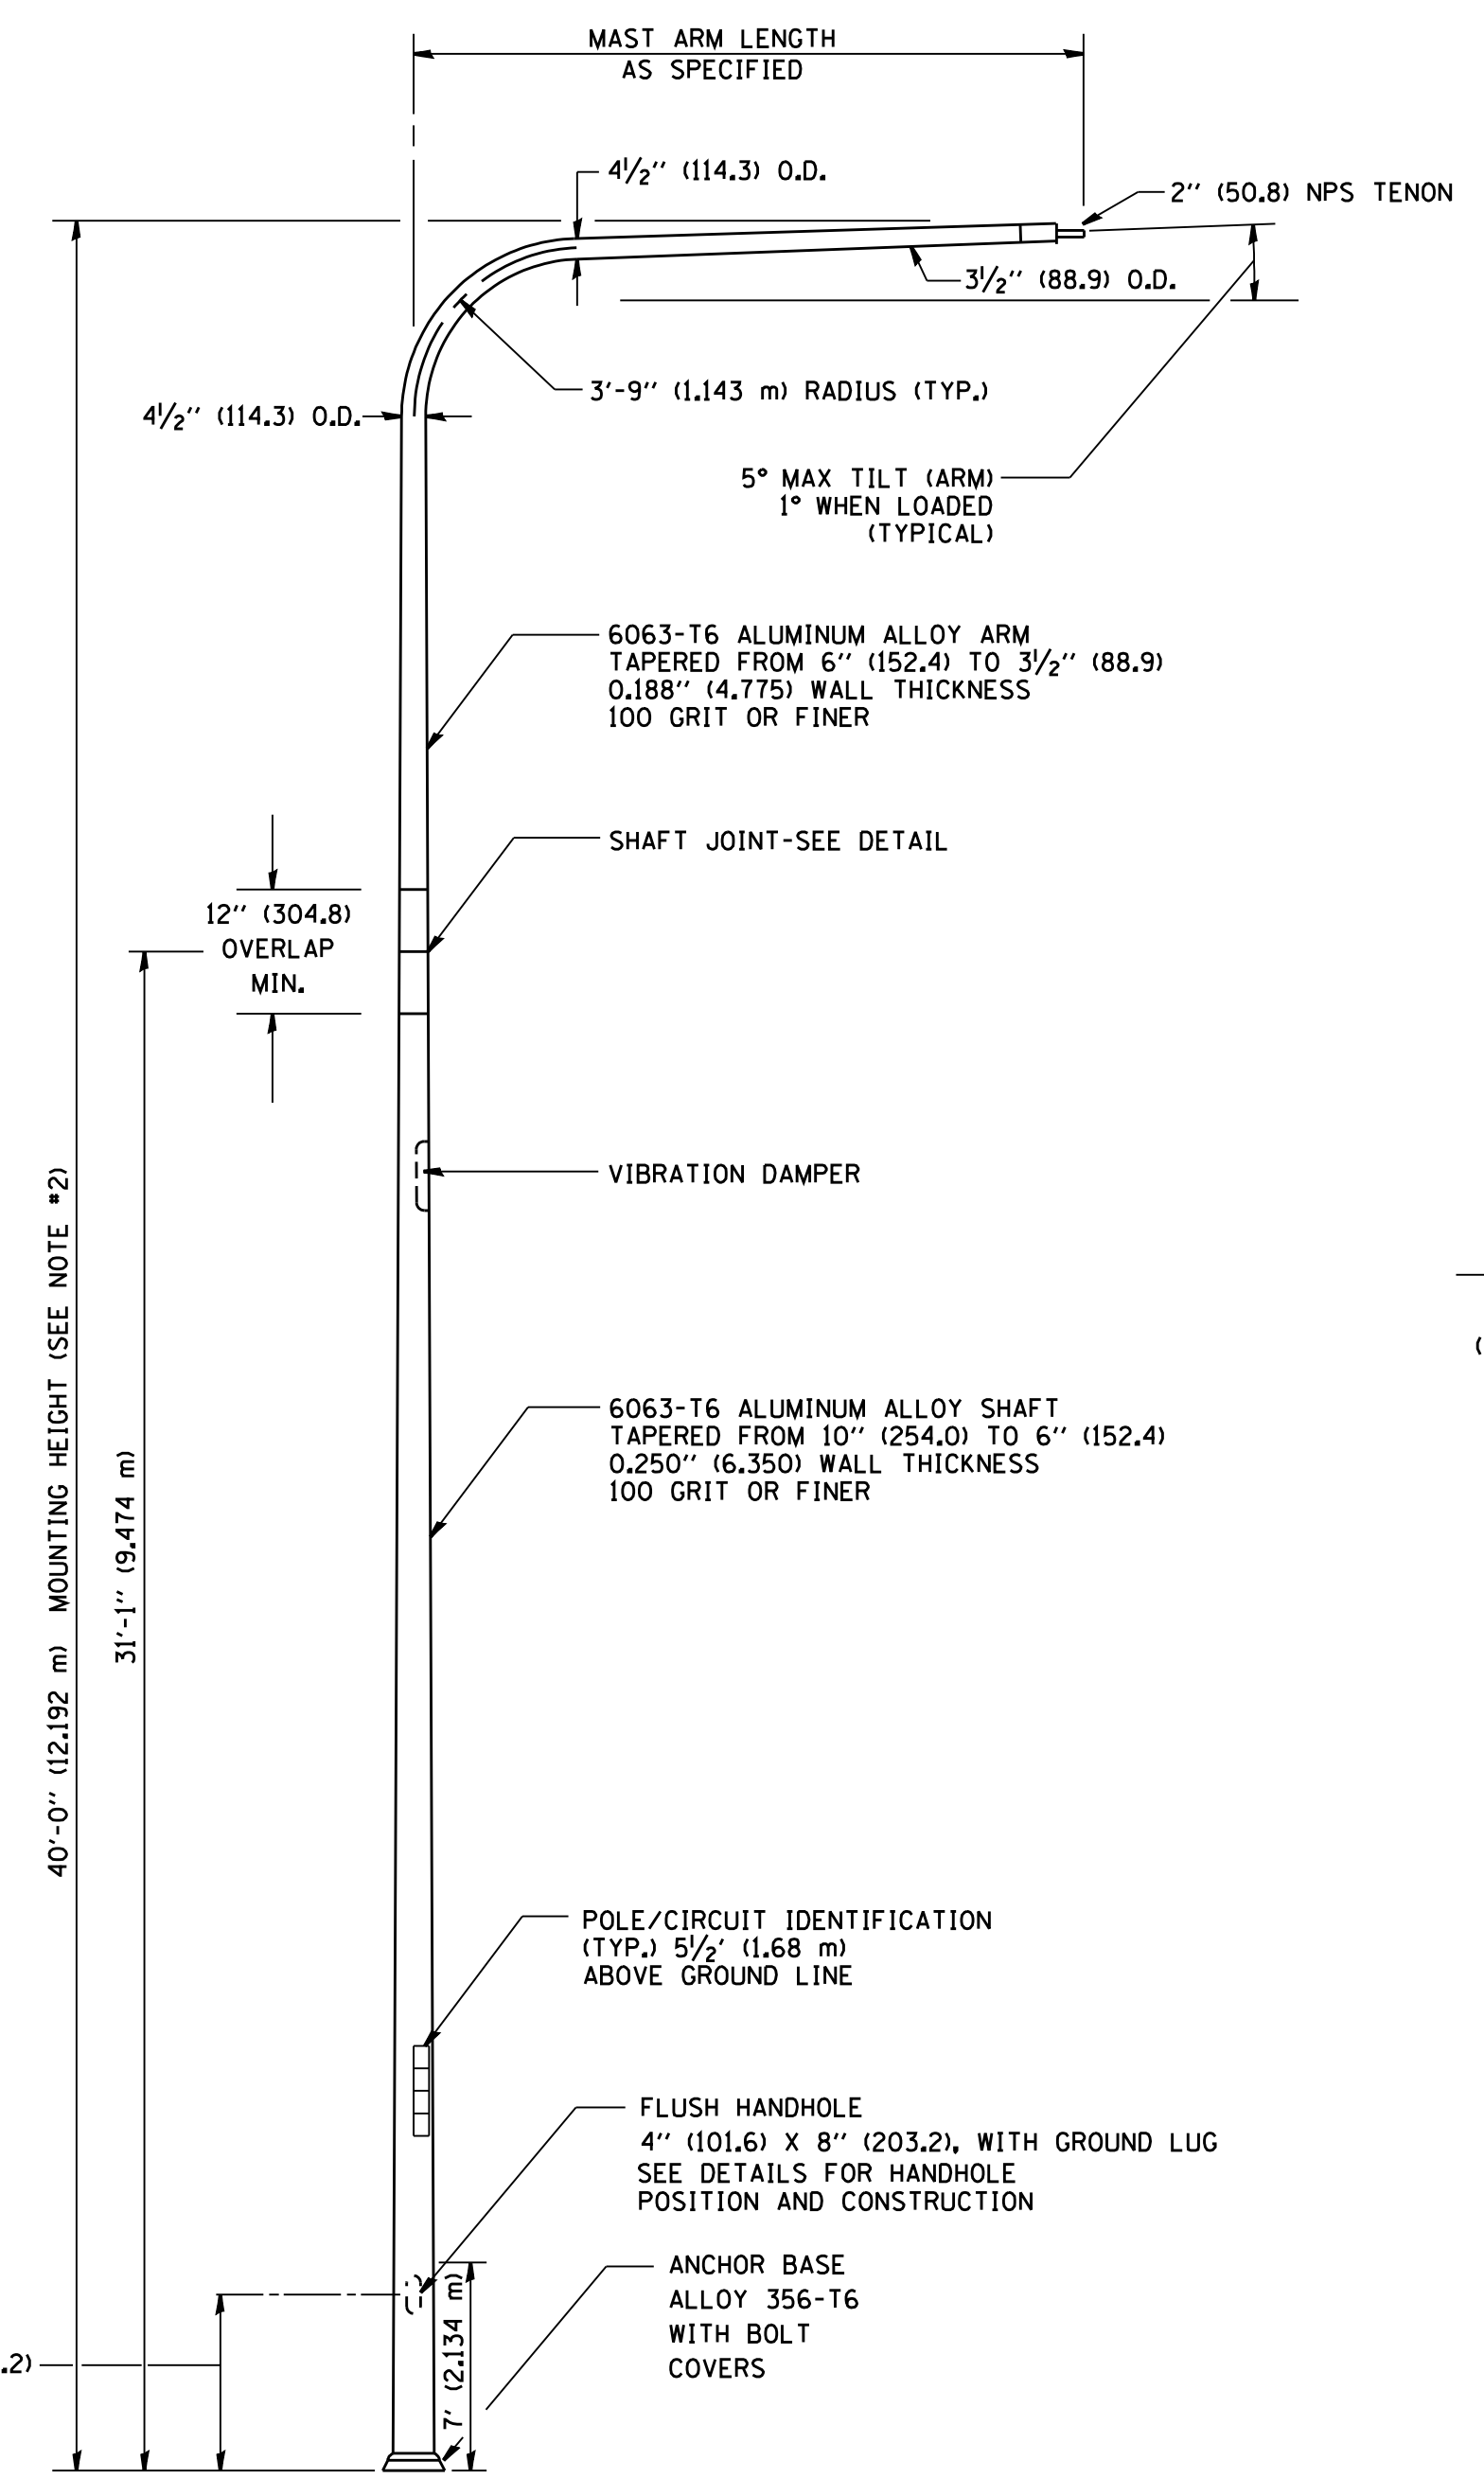 MAST ARM LENGTH
AS SPECIFIED
4½" (114.3) O.D.
2" (50.8) NPS TENON
3½" (88.9) O.D.
3'-9" (1.143 m) RADIUS (TYP.)
4½" (114.3) O.D.
5° MAX TILT (ARM)
1° WHEN LOADED
(TYPICAL)
6063-T6 ALUMINUM ALLOY ARM
TAPERED FROM 6" (152.4) TO 3½" (88.9)
0.188" (4.775) WALL THICKNESS
100 GRIT OR FINER
SHAFT JOINT-SEE DETAIL
12" (304.8)
OVERLAP
MIN.
VIBRATION DAMPER
40'-0" (12.192 m) MOUNTING HEIGHT (SEE NOTE #2)
31'-1" (9.474 m)
6063-T6 ALUMINUM ALLOY SHAFT
TAPERED FROM 10" (254.0) TO 6" (152.4)
0.250" (6.350) WALL THICKNESS
100 GRIT OR FINER
POLE/CIRCUIT IDENTIFICATION
(TYP.) 5½' (1.68 m)
ABOVE GROUND LINE
FLUSH HANDHOLE
4" (101.6) X 8" (203.2), WITH GROUND LUG
SEE DETAILS FOR HANDHOLE
POSITION AND CONSTRUCTION
ANCHOR BASE
ALLOY 356-T6
WITH BOLT
COVERS
7' (2.134 m)
.2)
(